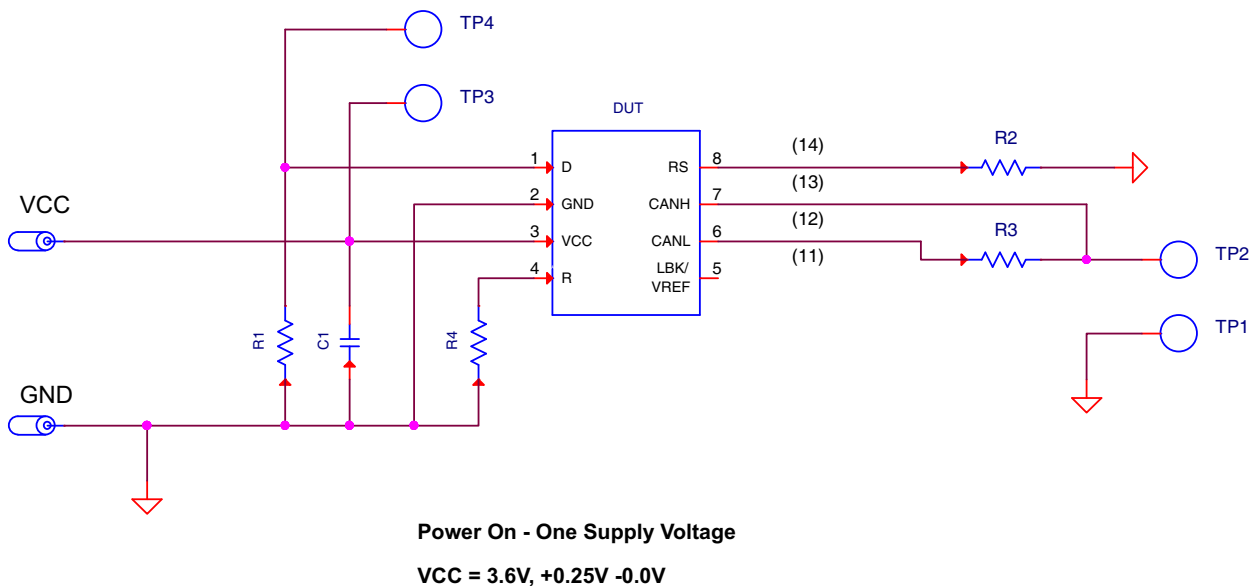 TP4
TP3
DUT
1 D
2 GND
3 VCC
4 R
RS 8
CANH 7
CANL 6
LBK/ 5
VREF
(14)
(13)
(12)
(11)
R2
R3
TP2
TP1
VCC
GND
R1
C1
R4
Power On - One Supply Voltage
VCC = 3.6V, +0.25V -0.0V